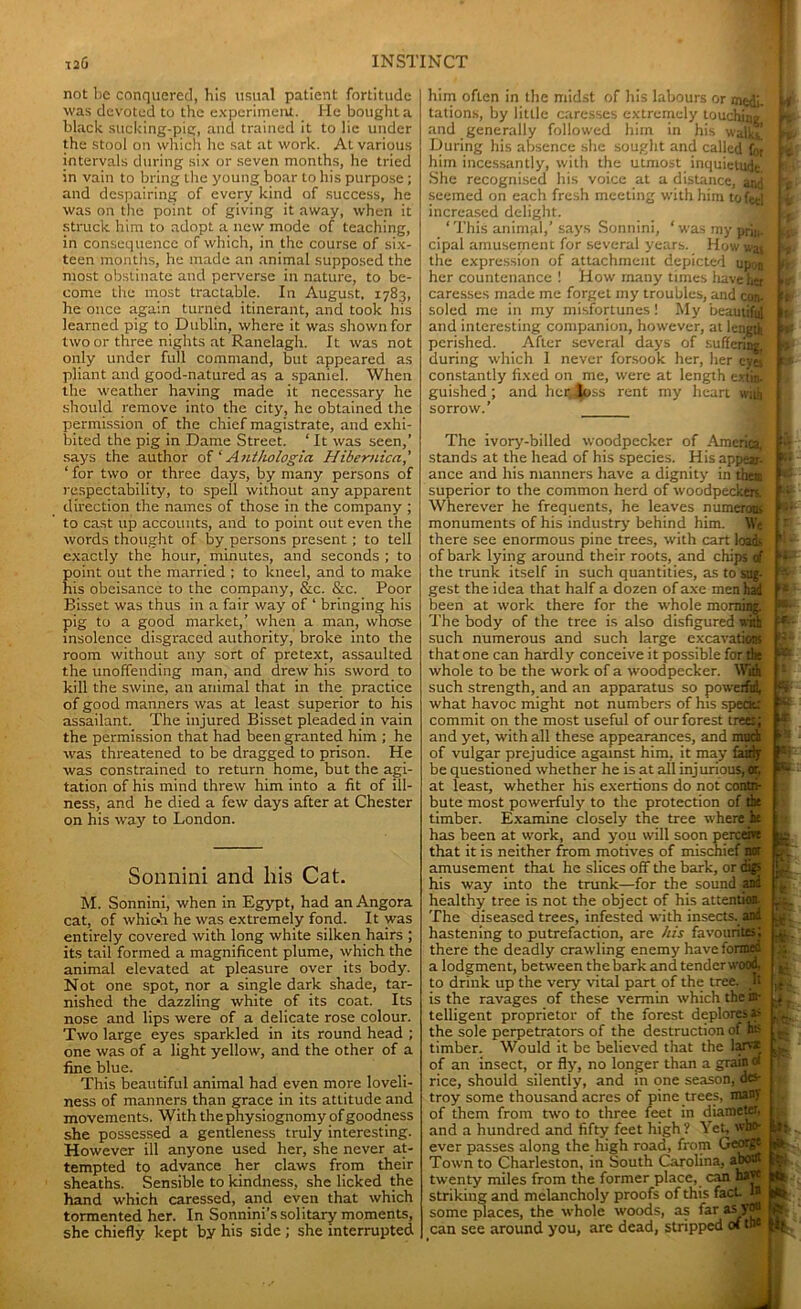 126
INSTINCT
not be conquered, his usual patient fortitude
was devoted to the experiment. He bought a
black sucking-pig, and trained it to lie under
the stool on which he sat at work. At various
intervals during six or seven months, he tried
in vain to bring the young boar to his purpose ;
and despairing of every kind of success, he
was on the point of giving it away, when it
struck him to adopt a new mode of teaching,
in consequence of which, in the course of six-
teen months, he made an animal supposed the
most obstinate and perverse in nature, to be-
come the most tractable. In August, 1783,
he once again turned itinerant, and took his
learned pig to Dublin, where it was shown for
two or three nights at Ranelagh. It was not
only under full command, but appeared as
pliant and good-natured as a spaniel. When
the weather having made it necessary he
should remove into the city, he obtained the
permission of the chief magistrate, and exhi-
bited the pig in Dame Street. ‘ It was seen,’
says the author of ‘ Anthologia Hibernica,’
‘ for two or three days, by many persons of
respectability, to spell without any apparent
direction the names of those in the company ;
to cast up accounts, and to point out even the
words thought of by persons present ; to tell
exactly the hour, minutes, and seconds ; to
point out the married ; to kneel, and to make
his obeisance to the company, &c. &c. Poor
Bisset was thus in a fair way of ‘ bringing his
pig to a good market,’ when a man, whose
insolence disgraced authority, broke into the
room without any sort of pretext, assaulted
the unoffending man, and drew his sword to
kill the swine, an animal that in the practice
of good manners was at least superior to his
assailant. The injured Bisset pleaded in vain
the permission that had been granted him ; he
was threatened to be dragged to prison. He
was constrained to return home, but the agi-
tation of his mind threw him into a fit of ill-
ness, and he died a few days after at Chester
on his way to London.
Sonnini and his Cat.
M. Sonnini, when in Egypt, had an Angora
cat, of which he was extremely fond. It was
entirely covered with long white silken hairs ;
its tail formed a magnificent plume, which the
animal elevated at pleasure over its body.
Not one spot, nor a single dark shade, tar-
nished the dazzling white of its coat. Its
nose and lips were of a delicate rose colour.
Two large eyes sparkled in its round head ;
one was of a light yellow, and the other of a
fine blue.
This beautiful animal had even more loveli-
ness of manners than grace in its attitude and
movements. With the physiognomy of goodness
she possessed a gentleness truly interesting.
However ill anyone used her, she never at-
tempted to advance her claws from their
sheaths. Sensible to kindness, she licked the
hand which caressed, and even that which
tormented her. In Sonnini’s solitary moments,
she chiefly kept by his side ; she interrupted
him often in the midst of his labours or medi-
tations, by little caresses extremely touching,
and generally followed him in his walks.
During his absence she sought and called for
him incessantly, with the utmost inquietude.
She recognised his voice at a distance, and
seemed on each fresh meeting with him to feel
increased delight.
‘ This animal,’ says Sonnini, ‘ was my prin-
cipal amusement for several years. How was
the expression of attachment depicted upon
her countenance ! How many times have her
caresses made me forget my troubles, and con-
soled me in my misfortunes ! My beautiful
and interesting companion, however, at length
perished. After several days of suffering,
during which I never forsook her, her eyes
constantly fixed on me, were at length extin-
guished ; and her loss rent my heart with
sorrow.’
The ivory-billed woodpecker of America,
stands at the head of his species. His appear-
ance and his manners have a dignity in them
superior to the common herd of woodpeckers.
Wherever he frequents, he leaves numerous
monuments of his industry behind him. We
there see enormous pine trees, with cart loads
of bark lying around their roots, and chips of
the trunk itself in such quantities, as to sug-
gest the idea that half a dozen of axe men had
been at work there for the whole morning.
The body of the tree is also disfigured with
such numerous and such large excavations
that one can hardly conceive it possible for the
whole to be the work of a woodpecker. With
such strength, and an apparatus so powerful,
what havoc might not numbers of his species
commit on the most useful of our forest trees ;
and yet, with all these appearances, and much
of vulgar prejudice against him, it may fairly
be questioned whether he is at all injurious, or,
at least, whether his exertions do not contri-
bute most powerfuly to the protection of the
timber. Examine closely the tree where he
has been at work, and you will soon perceive
that it is neither from motives of mischief nor
amusement that he slices off the bark, or digs
his way into the trunk—for the sound and
healthy tree is not the object of his attention.
The diseased trees, infested with insects, and
hastening to putrefaction, are his favourites ;
there the deadly crawling enemy have formed
a lodgment, between the bark and tender wood,
to drink up the very vital part of the tree. It
is the ravages of these vermin which the in-
telligent proprietor of the forest deplores as
the sole perpetrators of the destruction of his
timber. Would it be believed that the larvæ
of an insect, or fly, no longer than a grain of
rice, should silently, and in one season, des-
troy some thousand acres of pine trees, many
of them from two to three feet in diameter,
and a hundred and fifty feet high ? Yet, who-
ever passes along the high road, from George
Town to Charleston, in South Carolina, about
twenty miles from the former place, can have
striking and melancholy proofs of this fact. In
some places, the whole woods, as far as you
can see around you, are dead, stripped of the